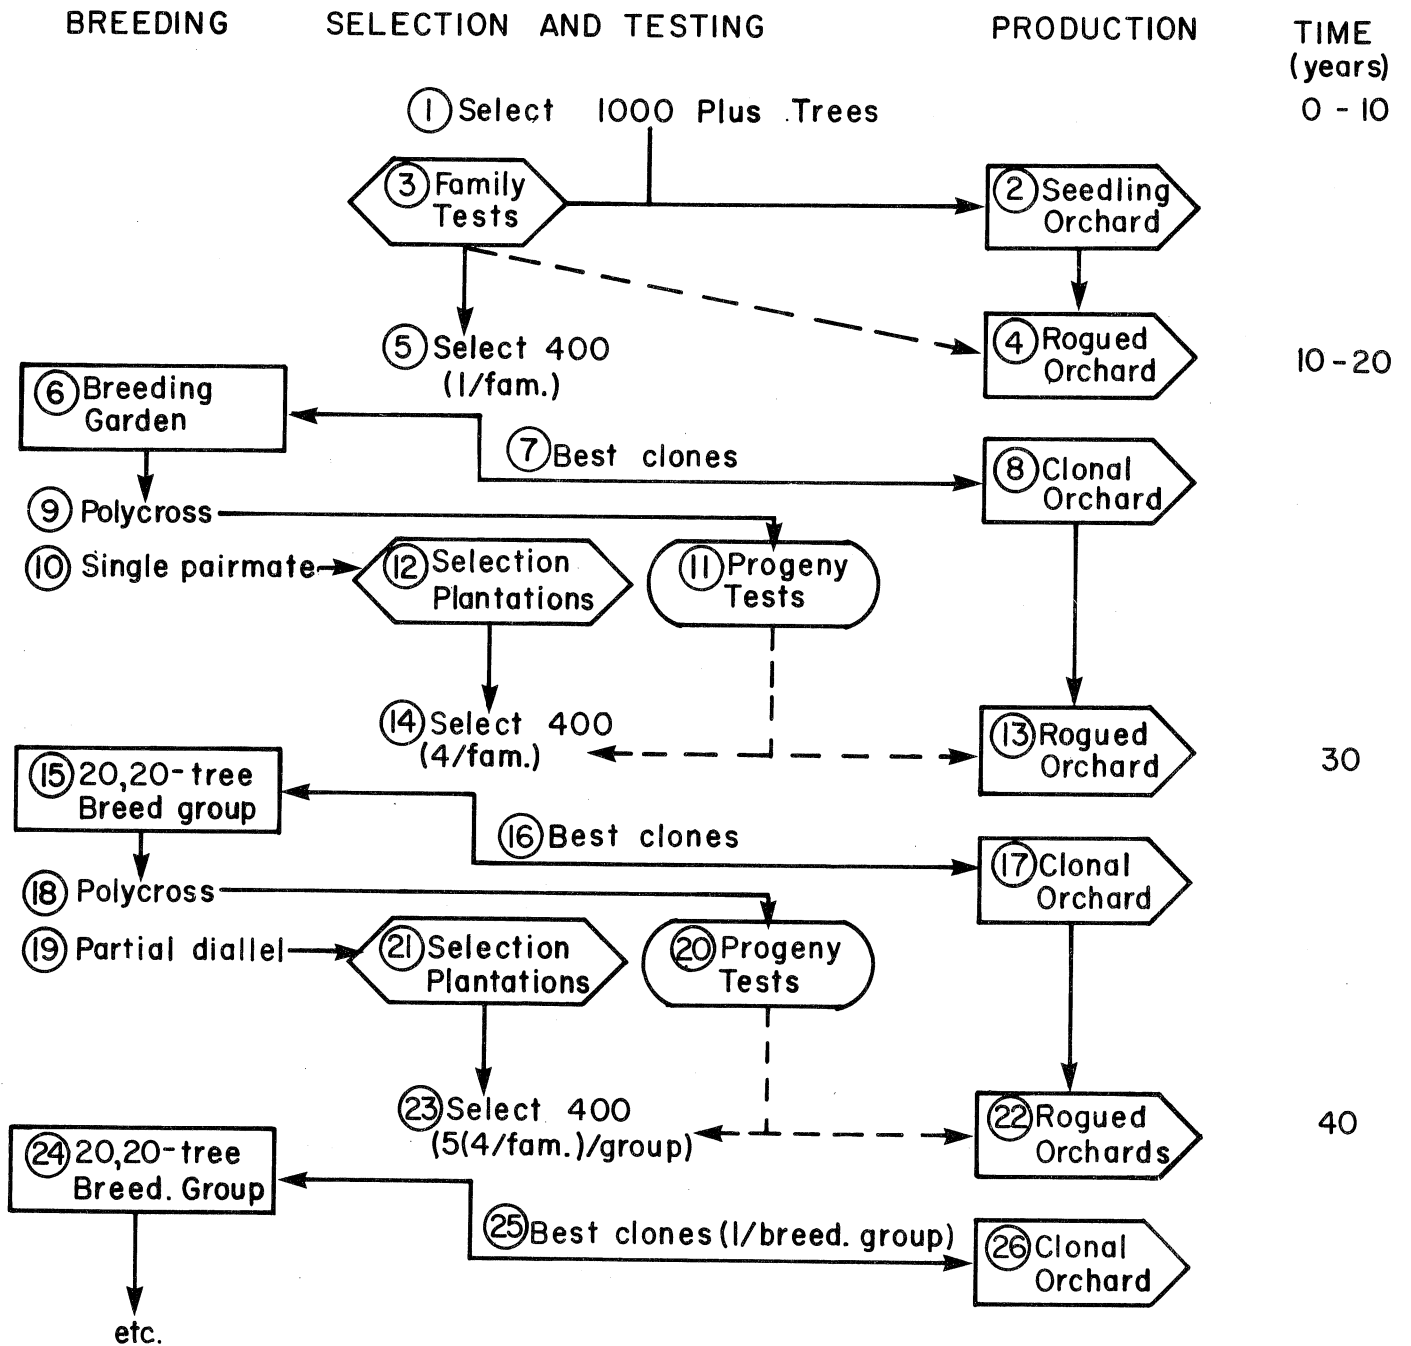 BREEDING
SELECTION AND TESTING
PRODUCTION
TIME
(years)
1 Select 1000 Plus Trees
0 - 10
3 Family
Tests
2 Seedling
Orchard
5 Select 400
(1/fam.)
4 Rogued
Orchard
10 - 20
6 Breeding
Garden
7 Best clones
8 Clonal
Orchard
9 Polycross
10 Single pairmate
12 Selection
Plantations
11 Progeny
Tests
14 Select 400
(4/fam.)
13 Rogued
Orchard
30
15 20,20-tree
Breed group
16 Best clones
17 Clonal
Orchard
18 Polycross
19 Partial diallel
21 Selection
Plantations
20 Progeny
Tests
23 Select 400
(5(4/fam.)/group)
22 Rogued
Orchards
40
24 20,20-tree
Breed. Group
25 Best clones (1/breed. group)
26 Clonal
Orchard
etc.